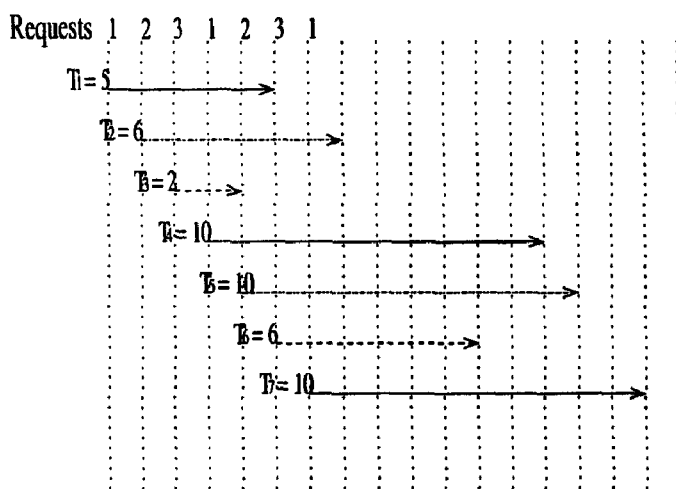 Requests 1 2 3 1 2 3 1
T1= 5
T2= 6
T3= 2
T4= 10
T5= 10
T6= 6
T7= 10